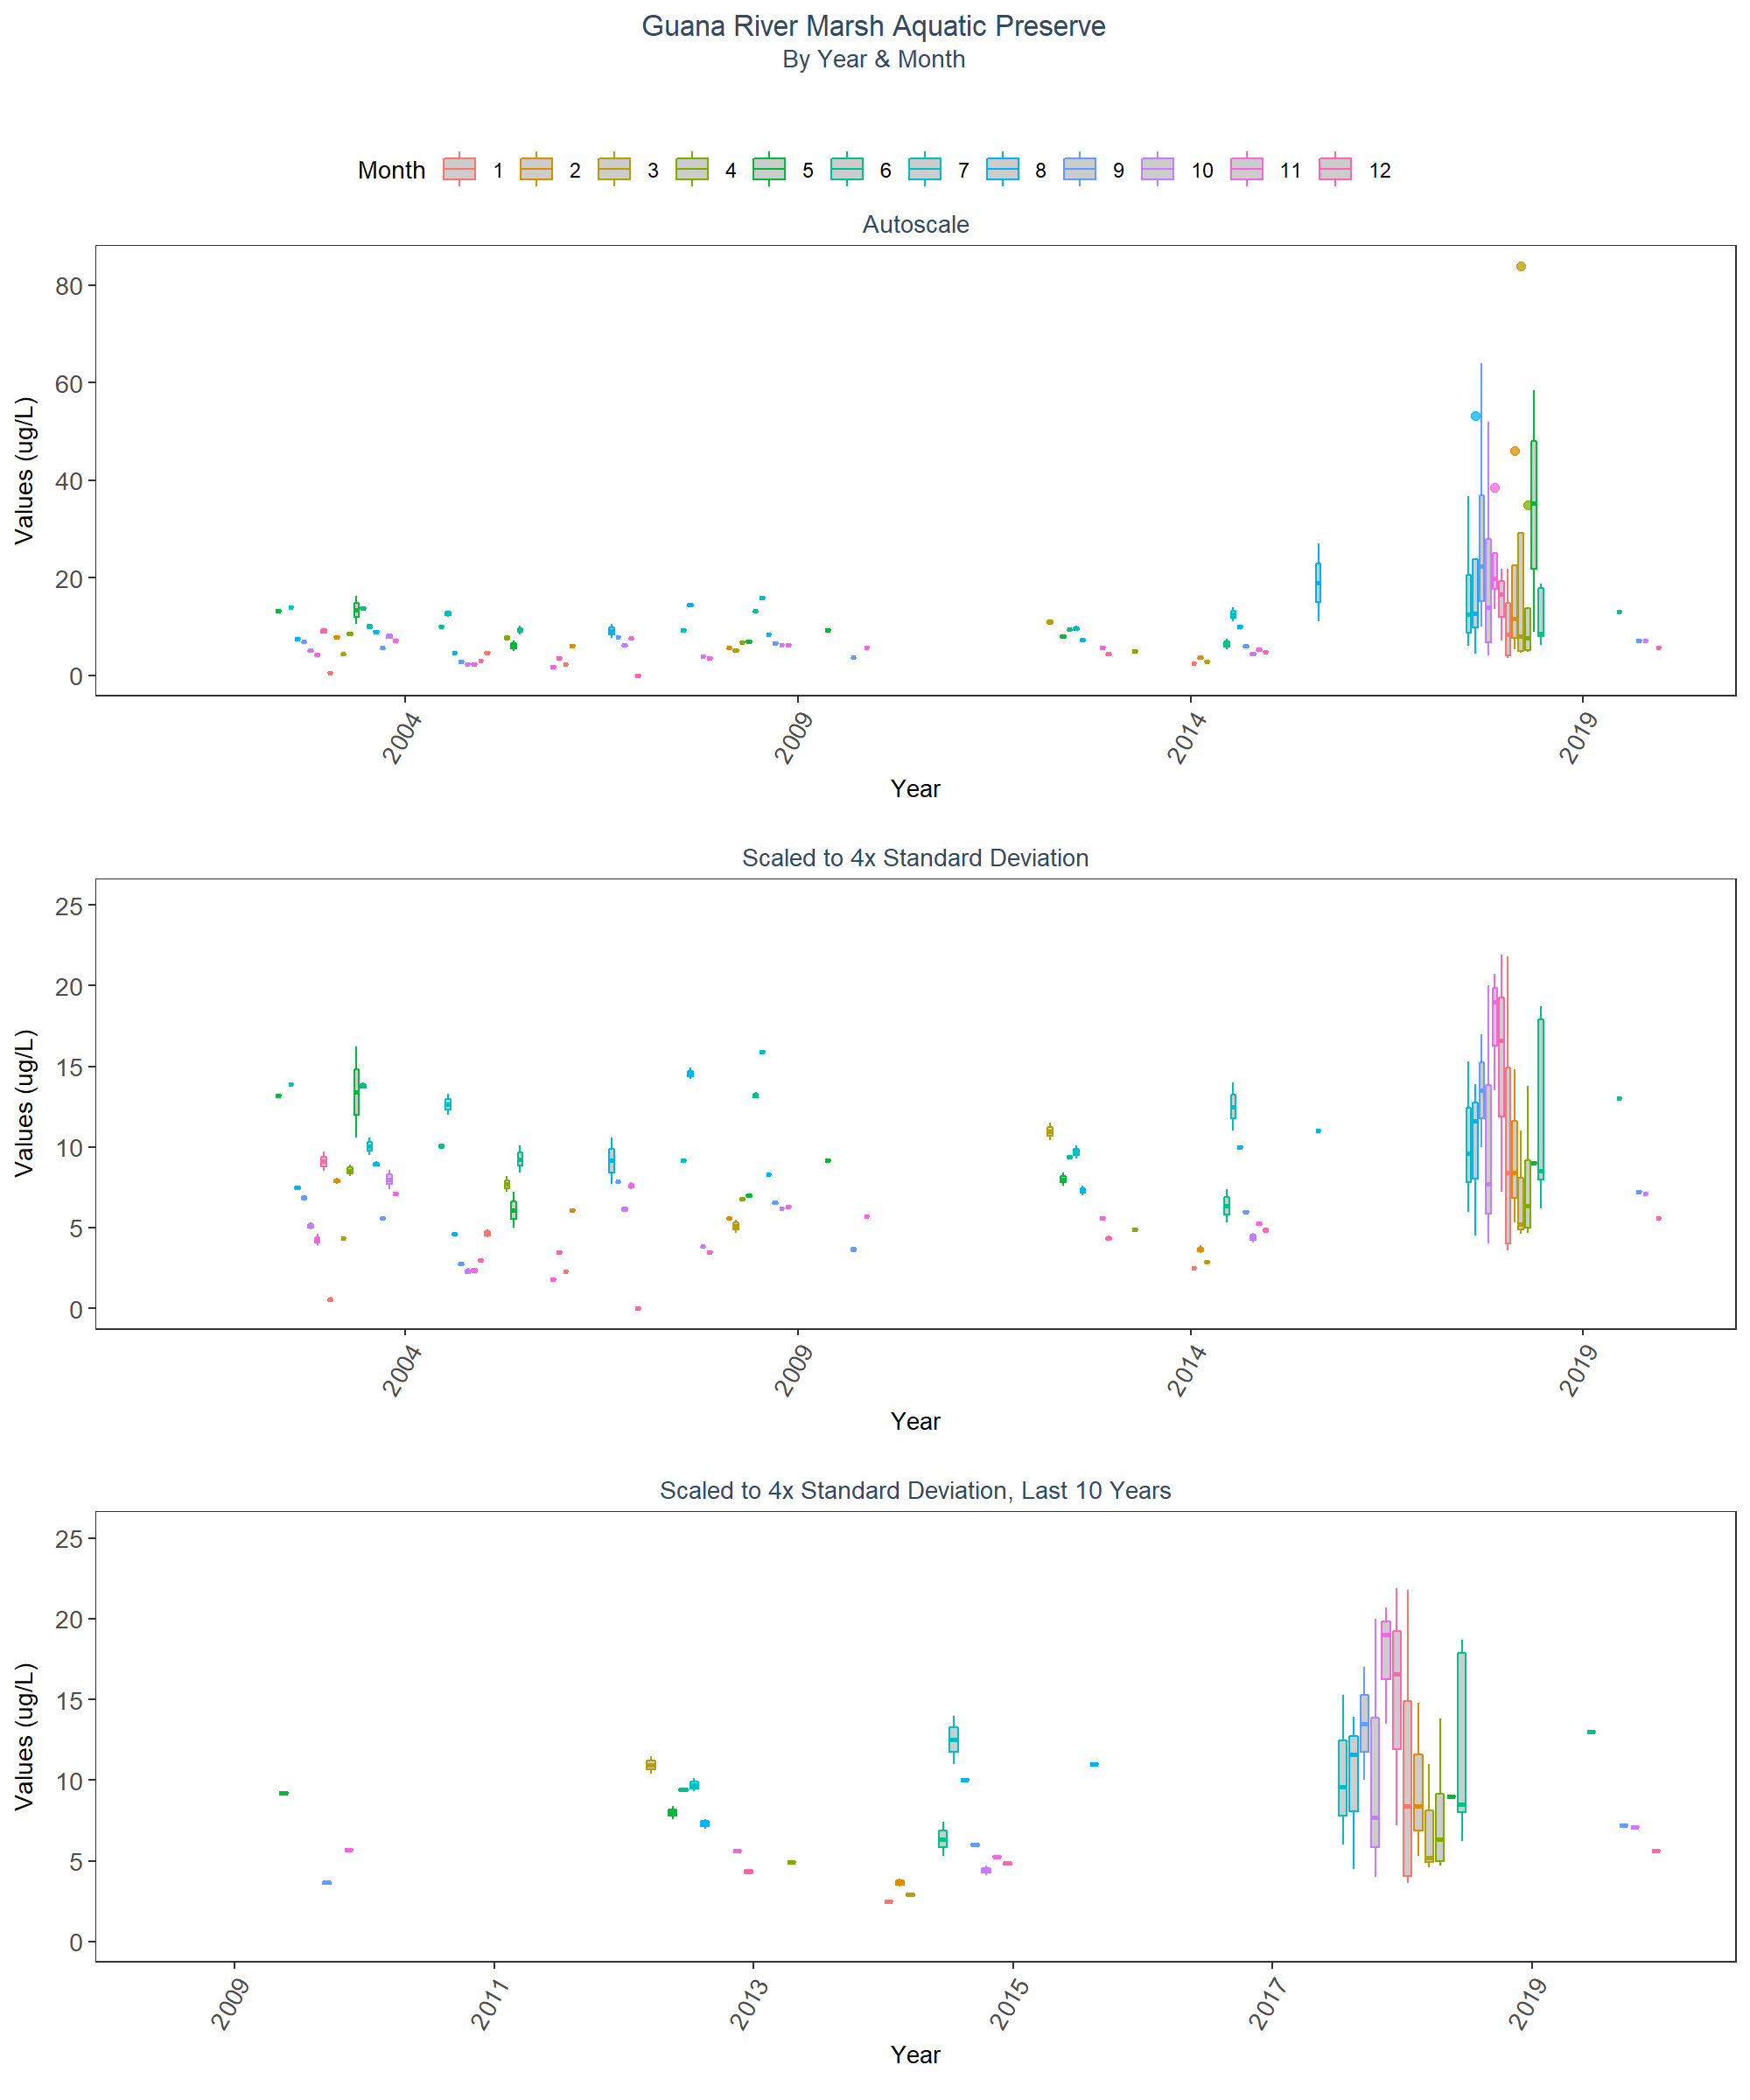 Guana River Marsh Aquatic Preserve
By Year & Month
Month 1 2 3 4 5 6 7 8 9 10 11 12
Autoscale
Values (ug/L)
80
60
40
20
0
2004 2009 2014 2019
Year
Scaled to 4x Standard Deviation
Values (ug/L)
25
20
15
10
5
0
2004 2009 2014 2019
Year
Scaled to 4x Standard Deviation, Last 10 Years
Values (ug/L)
25
20
15
10
5
0
2009 2011 2013 2015 2017 2019
Year